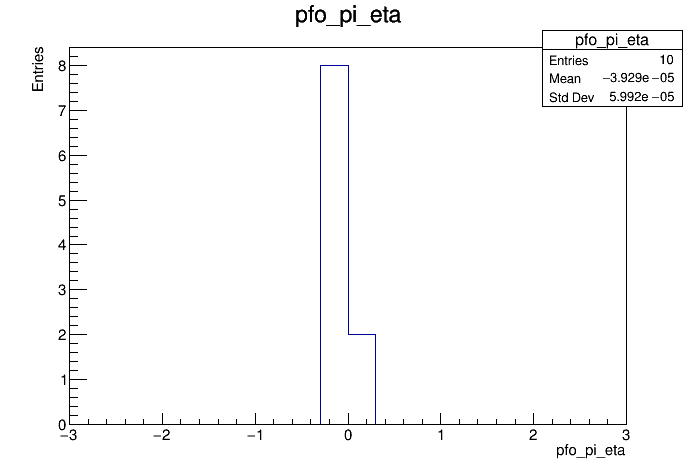 pfo_pi_eta
pfo_pi_eta
Entries 10
Mean −3.929e−05
Std Dev 5.992e−05
Entries
8
7
6
5
4
3
2
1
0
−3 −2 −1 0 1 2 3
pfo_pi_eta